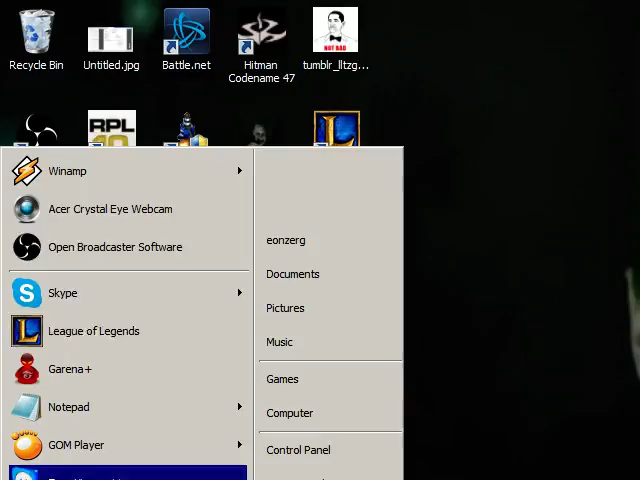 Recycle Bin
Untitled.jpg
Battle.net
Hitman
Codename 47
tumblr_lltzg...
NOT BAD
RPL
10
L
Winamp
Acer Crystal Eye Webcam
Open Broadcaster Software
Skype
League of Legends
Garena+
Notepad
GOM Player
eonzerg
Documents
Pictures
Music
Games
Computer
Control Panel